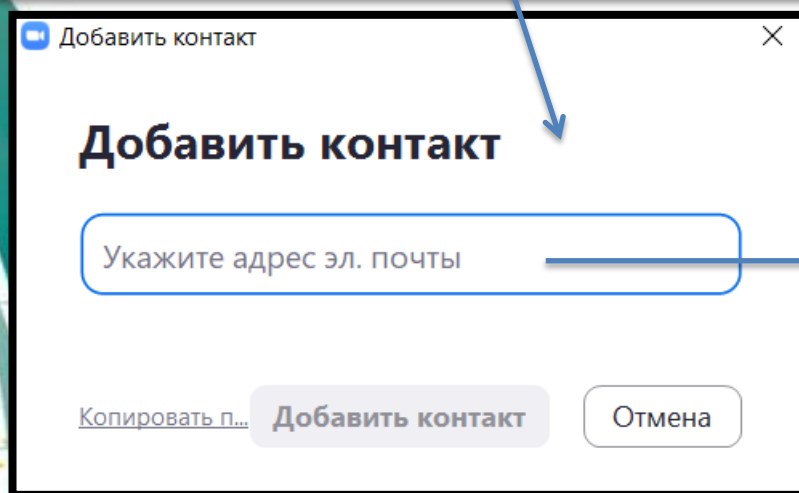 Добавить контакт
Добавить контакт
Укажите адрес эл. почты
Копировать п... Добавить контакт Отмена